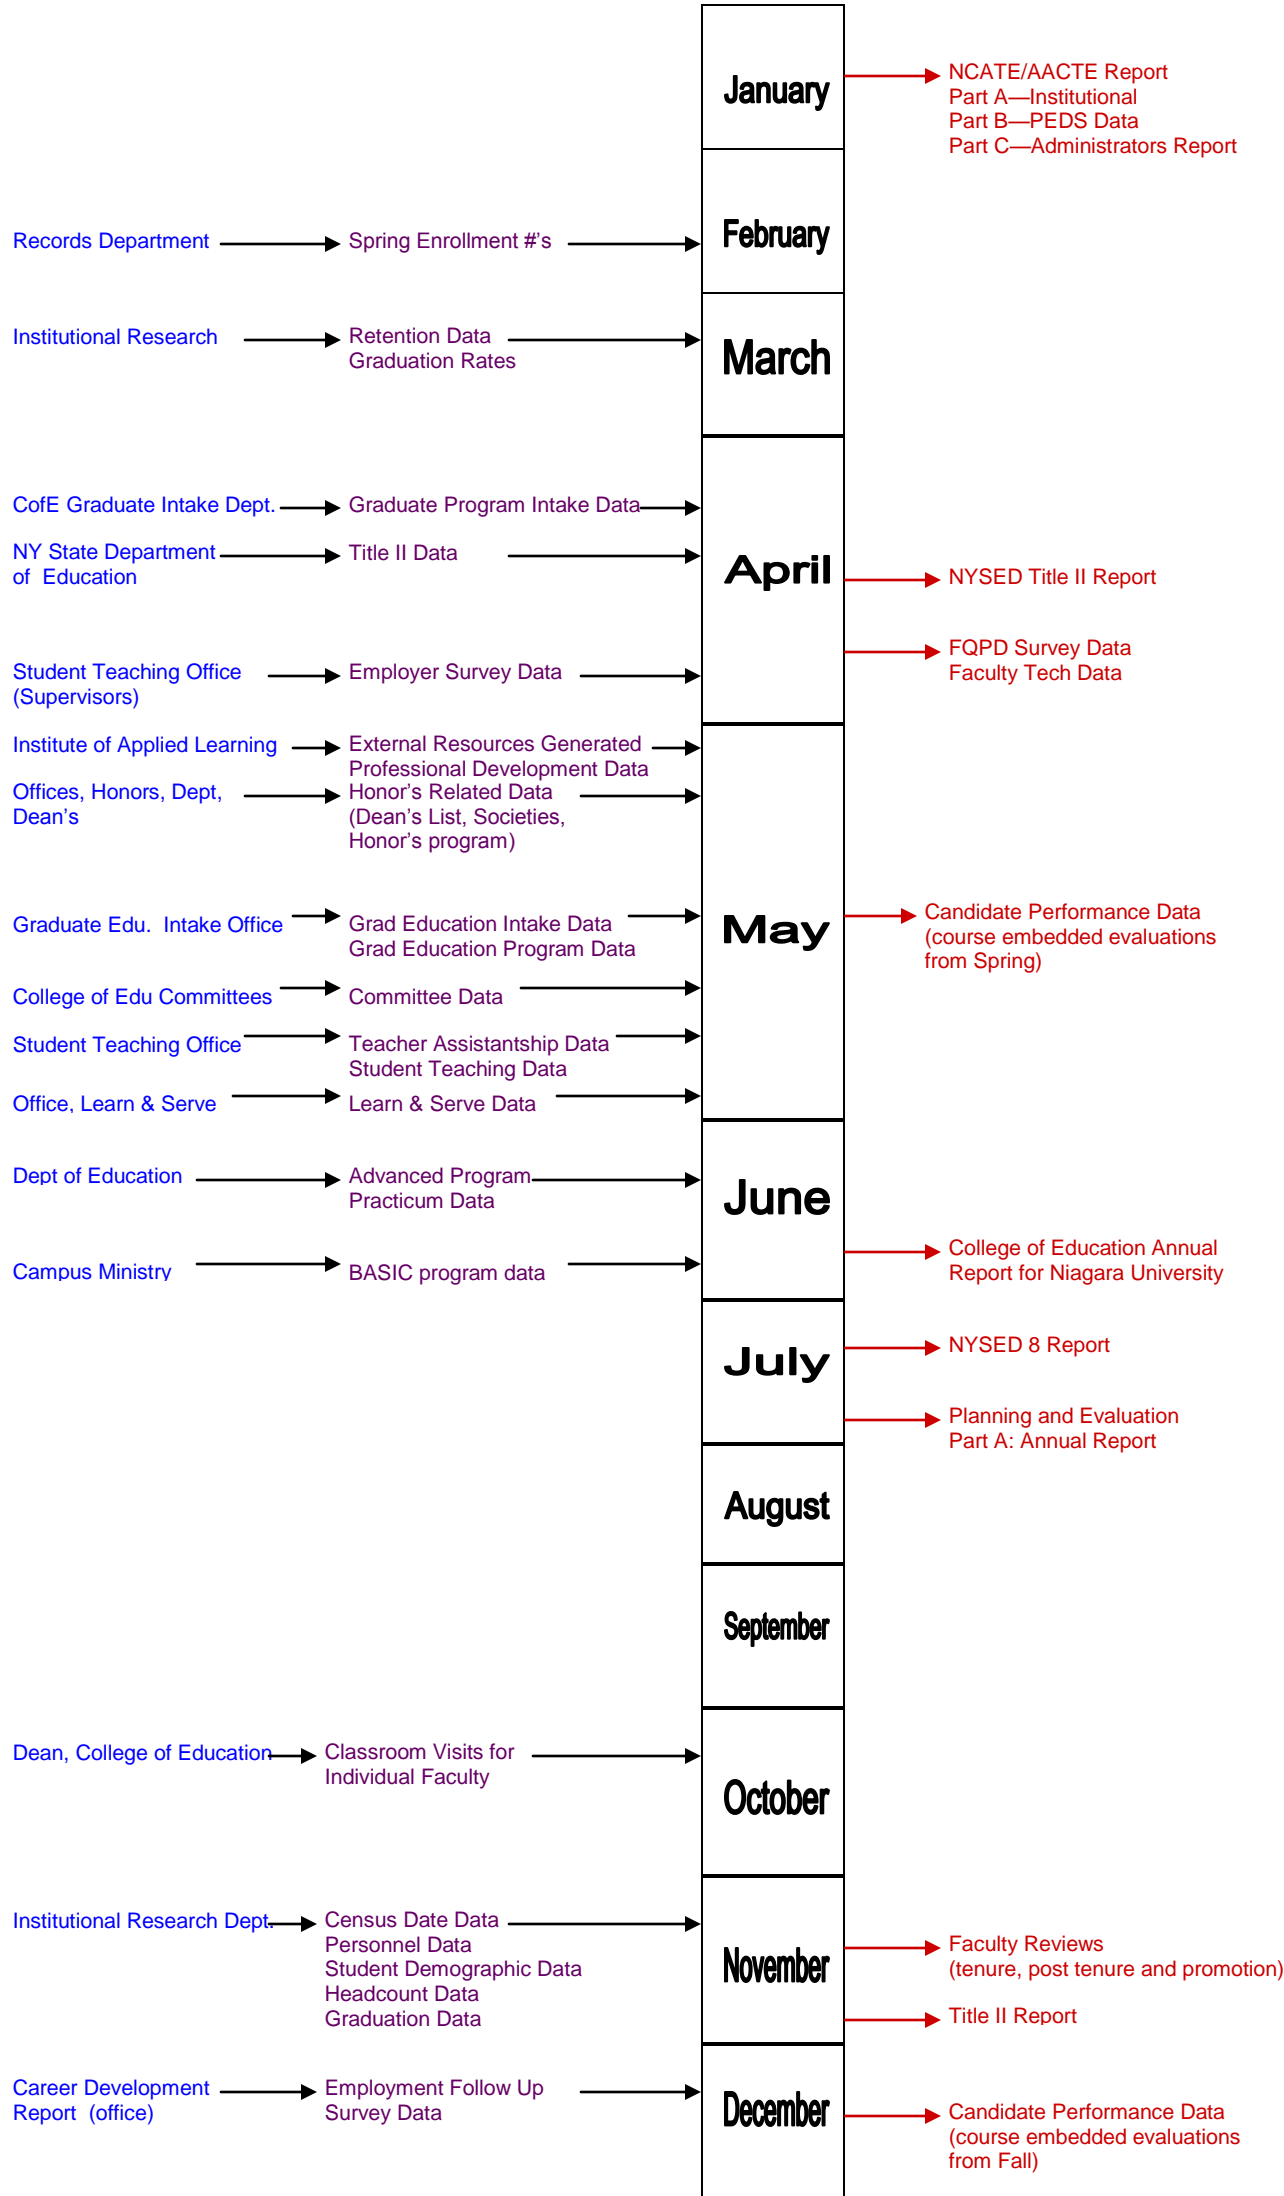 January
NCATE/AACTE Report
Part A—Institutional
Part B—PEDS Data
Part C—Administrators Report
Records Department
Spring Enrollment #'s
February
Institutional Research
Retention Data
Graduation Rates
March
CofE Graduate Intake Dept.
Graduate Program Intake Data
NY State Department
of Education
Title II Data
April
NYSED Title II Report
Student Teaching Office
(Supervisors)
Employer Survey Data
FQPD Survey Data
Faculty Tech Data
Institute of Applied Learning
External Resources Generated
Professional Development Data
Offices, Honors, Dept,
Dean's
Honor's Related Data
(Dean's List, Societies,
Honor's program)
Graduate Edu. Intake Office
Grad Education Intake Data
Grad Education Program Data
May
Candidate Performance Data
(course embedded evaluations
from Spring)
College of Edu Committees
Committee Data
Student Teaching Office
Teacher Assistantship Data
Student Teaching Data
Office, Learn & Serve
Learn & Serve Data
Dept of Education
Advanced Program
Practicum Data
June
Campus Ministry
BASIC program data
College of Education Annual
Report for Niagara University
July
NYSED 8 Report
Planning and Evaluation
Part A: Annual Report
August
September
Dean, College of Education
Classroom Visits for
Individual Faculty
October
Institutional Research Dept.
Census Date Data
Personnel Data
Student Demographic Data
Headcount Data
Graduation Data
November
Faculty Reviews
(tenure, post tenure and promotion)
Title II Report
Career Development
Report (office)
Employment Follow Up
Survey Data
December
Candidate Performance Data
(course embedded evaluations
from Fall)